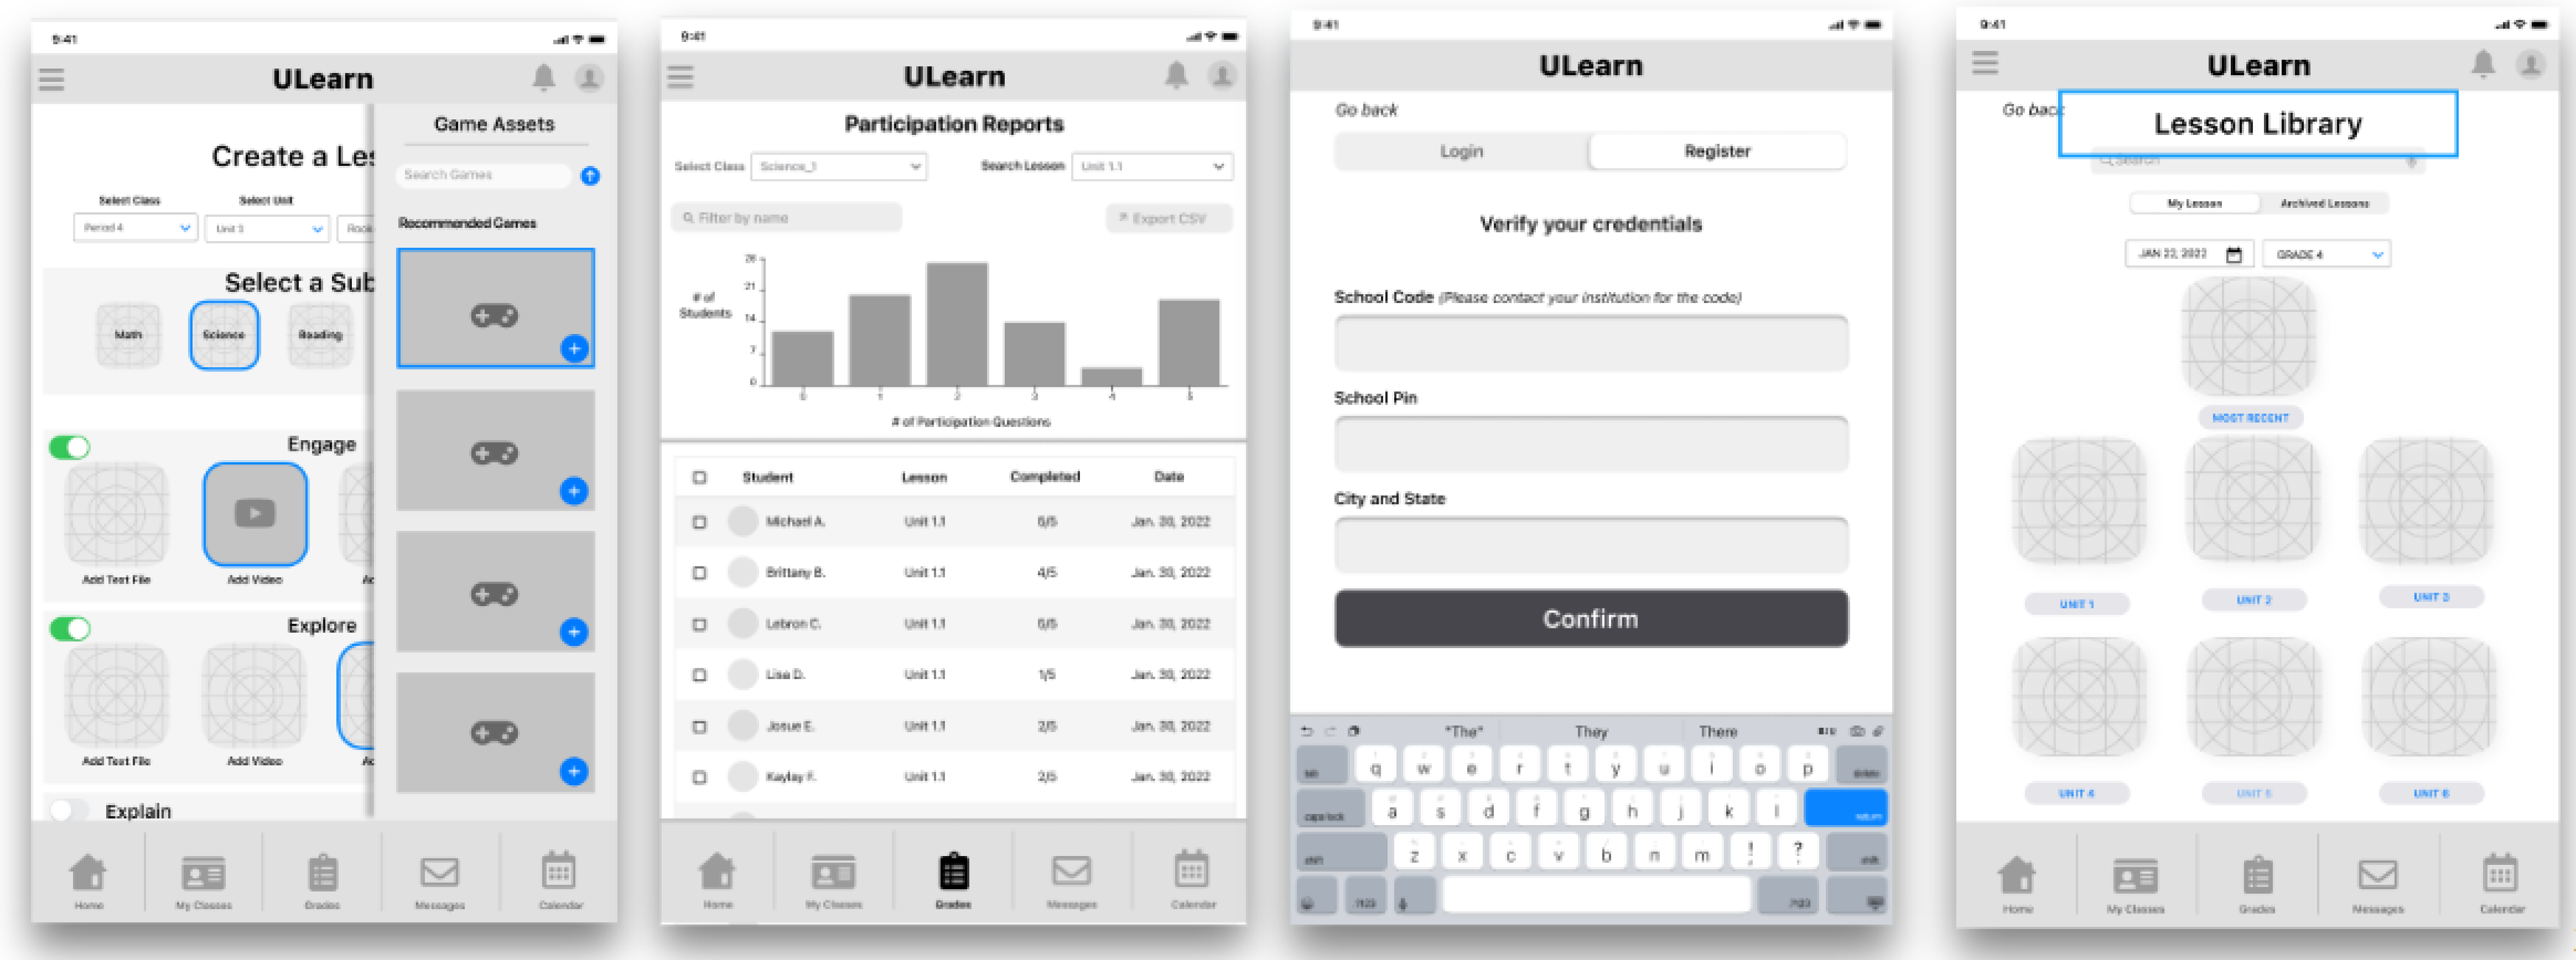 9:41
ULearn
Create a Les
Select Class
Select Unit
Period 4
Unit 3
Select a Sub
Math
Science
Reading
Engage
Add Text File
Add Video
Explore
Add Text File
Add Video
Explain
Game Assets
Search Games
Recommended Games
Home
My Classes
Grades
Messages
Calendar
9:41
ULearn
Participation Reports
Select Class
Science_1
Search Lesson
Unit 1.1
Filter by name
Export CSV
# of
Students
28
21
14
7
0
0 1 2 3 4 5
# of Participation Questions
Student Lesson Completed Date
Michael A. Unit 1.1 5/5 Jan. 30, 2022
Brittany B. Unit 1.1 4/5 Jan. 30, 2022
Lebron C. Unit 1.1 5/5 Jan. 30, 2022
Lisa D. Unit 1.1 1/5 Jan. 30, 2022
Josue E. Unit 1.1 2/5 Jan. 30, 2022
Kaylay F. Unit 1.1 2/5 Jan. 30, 2022
Home
My Classes
Grades
Messages
Calendar
9:41
ULearn
Go back
Login
Register
Verify your credentials
School Code (Please contact your institution for the code)
School Pin
City and State
Confirm
"The" They There
q w e r t y u i o p
caps lock a s d f g h j k l return
shift z x c v b n m ! ? shift
.?123 .?123
9:41
ULearn
Go back
Lesson Library
Search
My Lesson
Archived Lessons
JAN 22, 2022
GRADE 4
MOST RECENT
UNIT 1
UNIT 2
UNIT 3
UNIT 4
UNIT 5
UNIT 6
Home
My Classes
Grades
Messages
Calendar